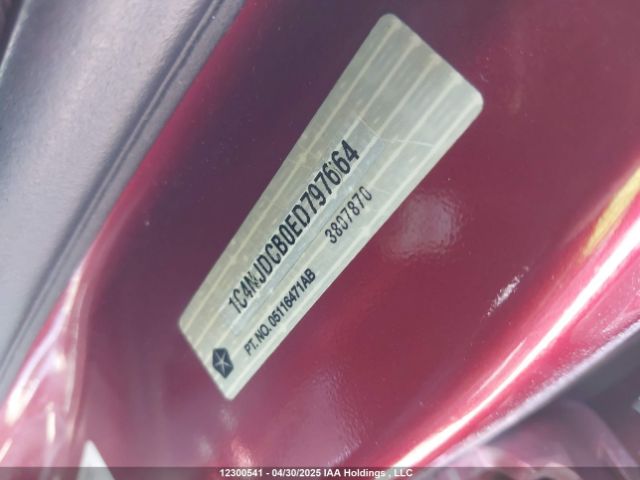 1C4NJDCB0ED797664
3807870
PT. NO. 05116471AB
12300541 - 04/30/2025 IAA Holdings , LLC